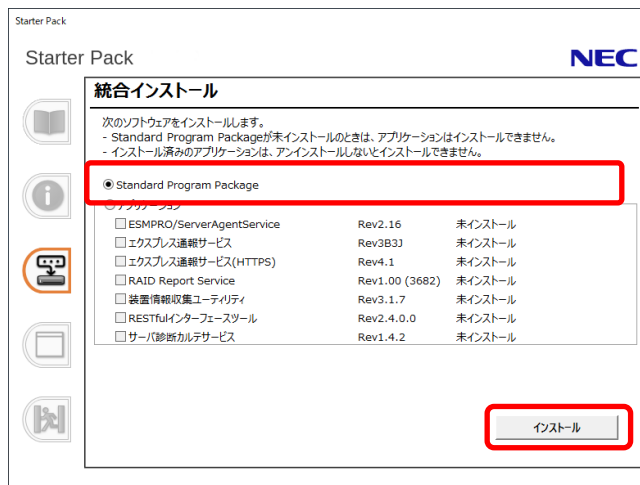 Starter Pack
Starter Pack NEC
統合インストール
次のソフトウェアをインストールします。
- Standard Program Packageが未インストールのときは、アプリケーションはインストールできません。
- インストール済みのアプリケーションは、アンインストールしないとインストールできません。
Standard Program Package
アプリケーション
ESMPRO/ServerAgentService Rev2.16 未インストール
エクスプレス通報サービス Rev3B3J 未インストール
エクスプレス通報サービス(HTTPS) Rev4.1 未インストール
RAID Report Service Rev1.00 (3682) 未インストール
装置情報収集ユーティリティ Rev3.1.7 未インストール
RESTfulインターフェースツール Rev2.4.0.0 未インストール
サーバ診断カルテサービス Rev1.4.2 未インストール
インストール